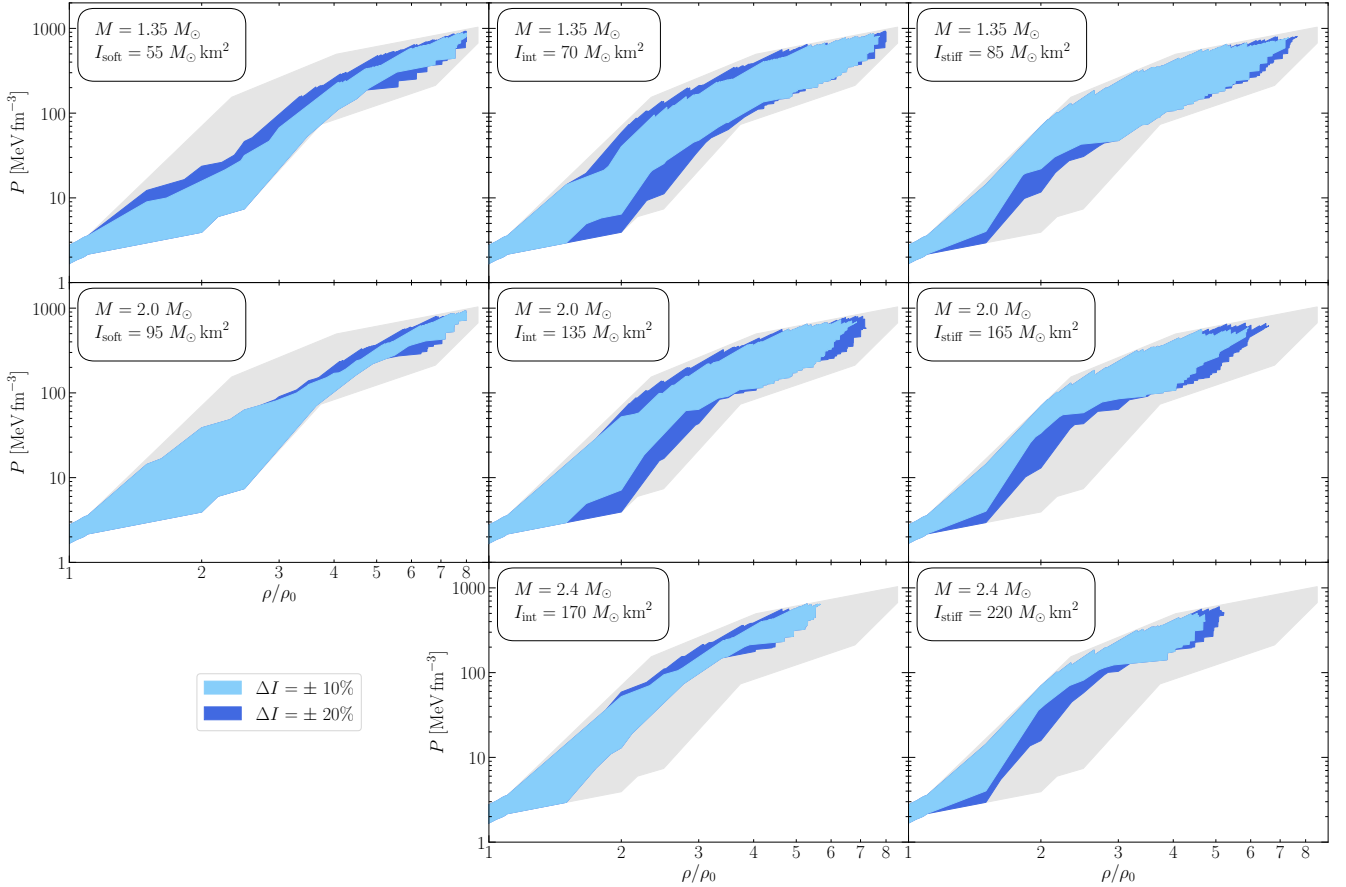 M = 1.35 M⊙
I_soft = 55 M⊙ km²
M = 1.35 M⊙
I_int = 70 M⊙ km²
M = 1.35 M⊙
I_stiff = 85 M⊙ km²
1000
100
10
1
P [MeV fm⁻³]
M = 2.0 M⊙
I_soft = 95 M⊙ km²
M = 2.0 M⊙
I_int = 135 M⊙ km²
M = 2.0 M⊙
I_stiff = 165 M⊙ km²
1000
100
10
1
P [MeV fm⁻³]
1 2 3 4 5 6 7 8
ρ/ρ₀
M = 2.4 M⊙
I_int = 170 M⊙ km²
M = 2.4 M⊙
I_stiff = 220 M⊙ km²
1000
100
10
1
P [MeV fm⁻³]
ΔI = ± 10%
ΔI = ± 20%
1 2 3 4 5 6 7 8
ρ/ρ₀
1 2 3 4 5 6 7 8
ρ/ρ₀